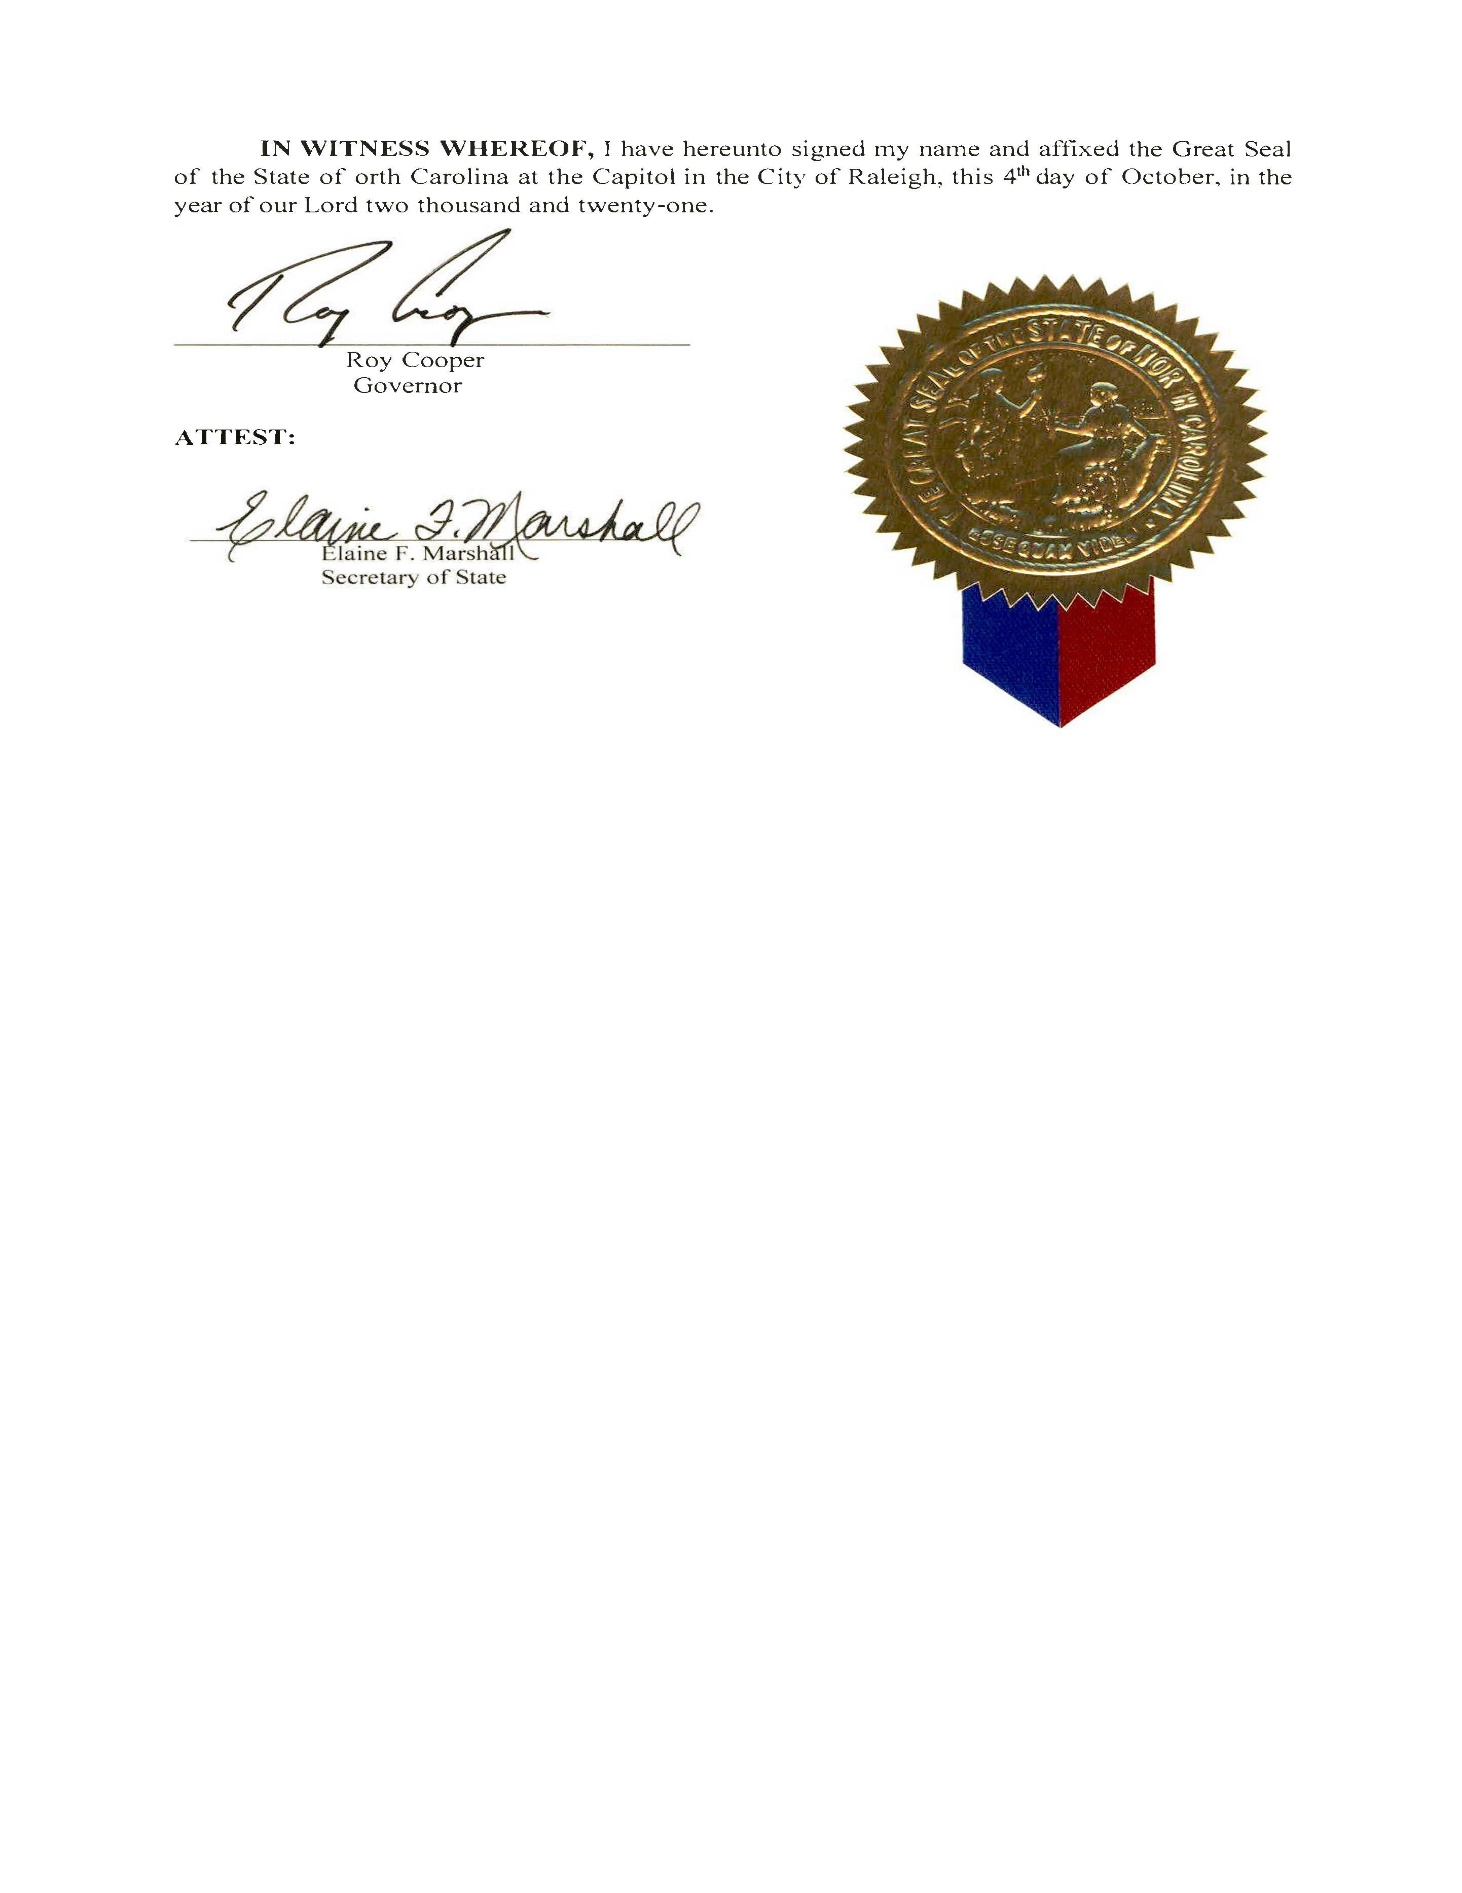 IN WITNESS WHEREOF, I have hereunto signed my name and affixed the Great Seal
of the State of orth Carolina at the Capitol in the City of Raleigh, this 4th day of October, in the
year of our Lord two thousand and twenty-one.
Roy Cooper
Roy Cooper
Governor
ATTEST:
Elaine F. Marshall
Elaine F. Marshall
Secretary of State
THE GREAT SEAL OF THE STATE OF NORTH CAROLINA
ESSE QUAM VIDERI